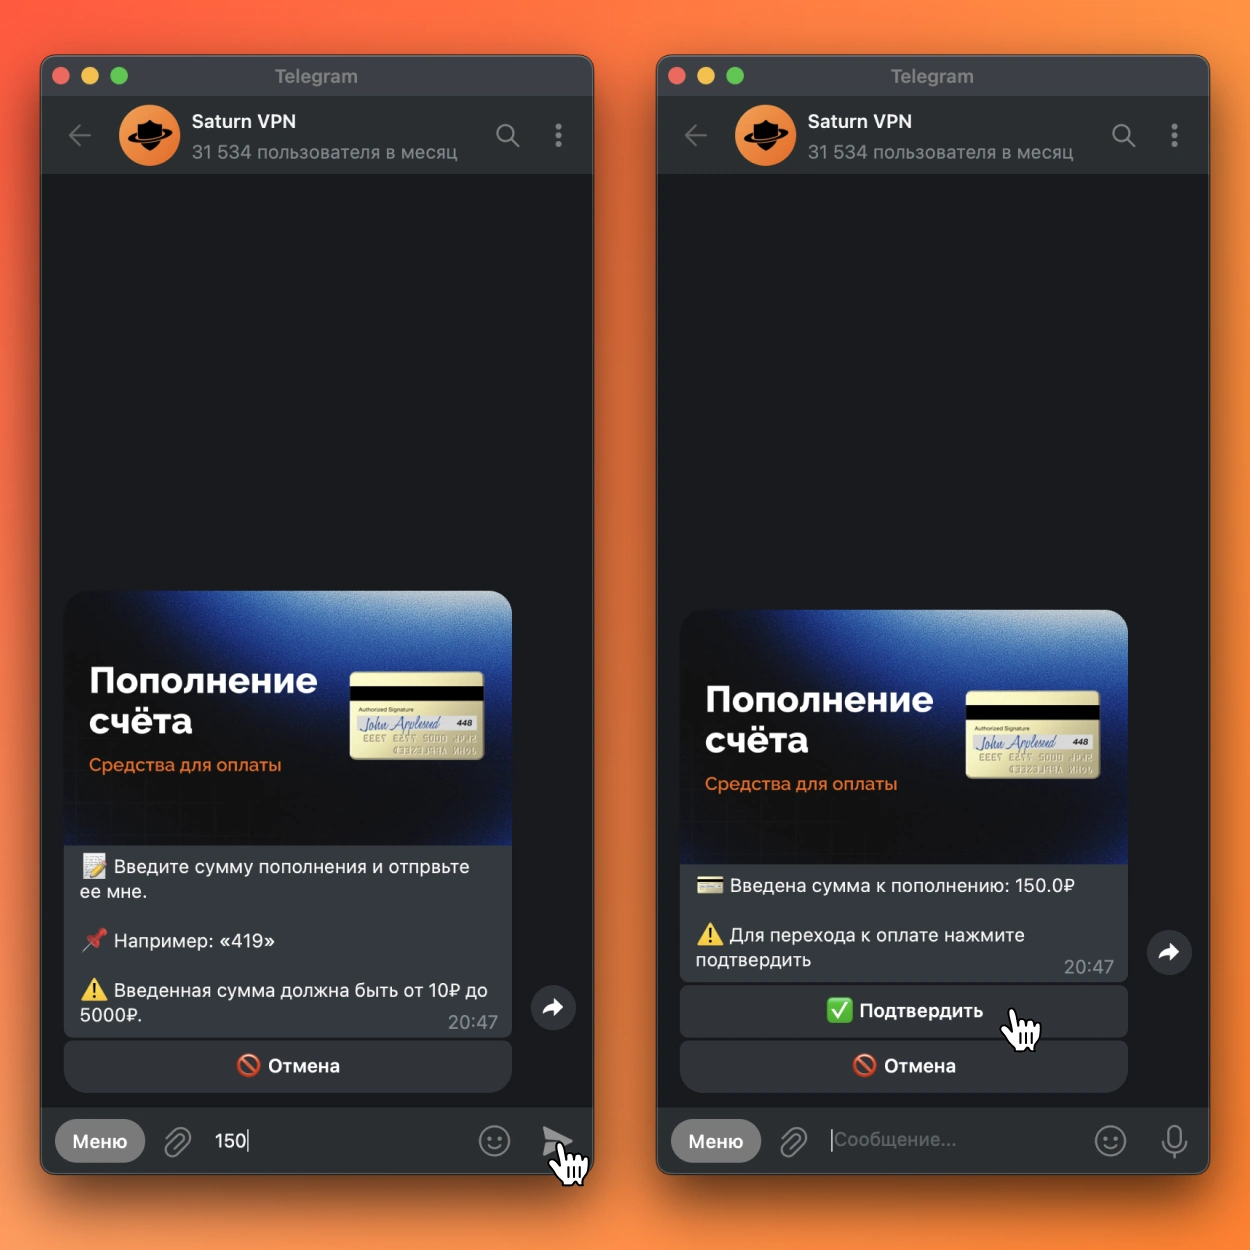 Telegram
Saturn VPN
31 534 пользователя в месяц
Пополнение
счёта
Средства для оплаты
Authorized Signature
John Appleseed 448
📝 Введите сумму пополнения и отпрвьте
ее мне.
📌 Например: «419»
⚠️ Введенная сумма должна быть от 10₽ до
5000₽.
20:47
🚫 Отмена
Меню
150
Telegram
Saturn VPN
31 534 пользователя в месяц
Пополнение
счёта
Средства для оплаты
Authorized Signature
John Appleseed 448
💳 Введена сумма к пополнению: 150.0₽
⚠️ Для перехода к оплате нажмите
подтвердить
20:47
✅ Подтвердить
🚫 Отмена
Меню
Сообщение...